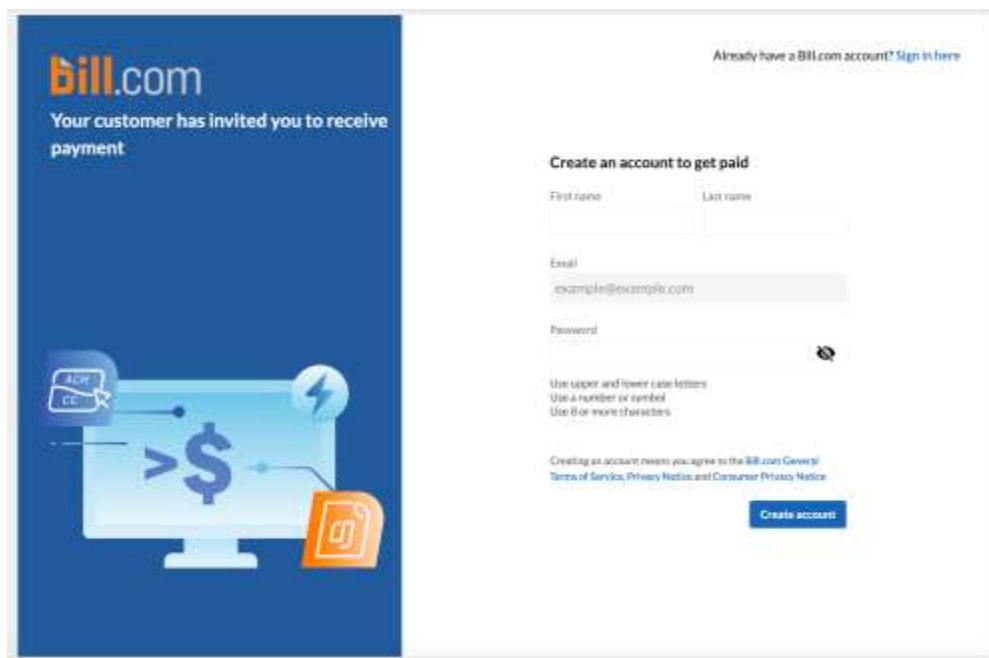 bill.com
Your customer has invited you to receive
payment
Already have a Bill.com account? Sign in here
Create an account to get paid
First name Last name
Email
example@example.com
Password
Use upper and lower case letters
Use a number or symbol
Use 8 or more characters
Creating an account means you agree to the Bill.com General
Terms of Service, Privacy Notice and Consumer Privacy Notice
Create account
ACH
CC
>$